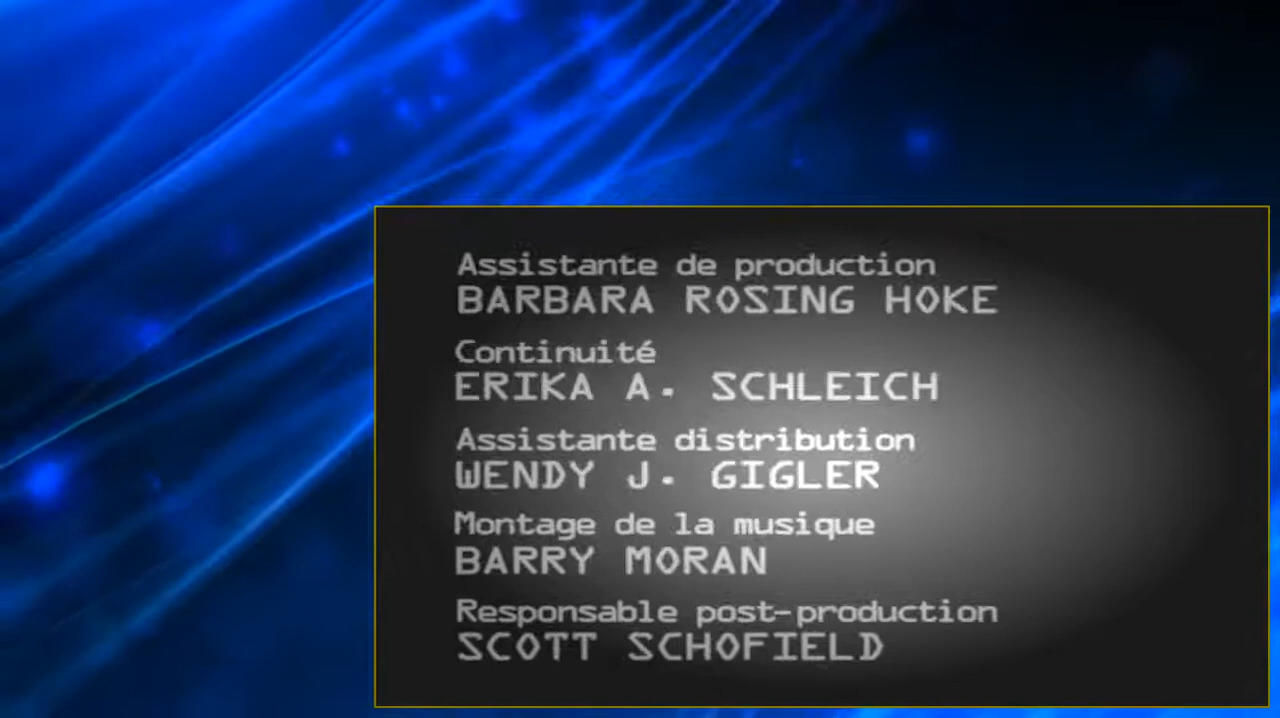 Assistante de production
BARBARA ROSING HOKE
Continuité
ERIKA A. SCHLEICH
Assistante distribution
WENDY J. GIGLER
Montage de la musique
BARRY MORAN
Responsable post-production
SCOTT SCHOFIELD